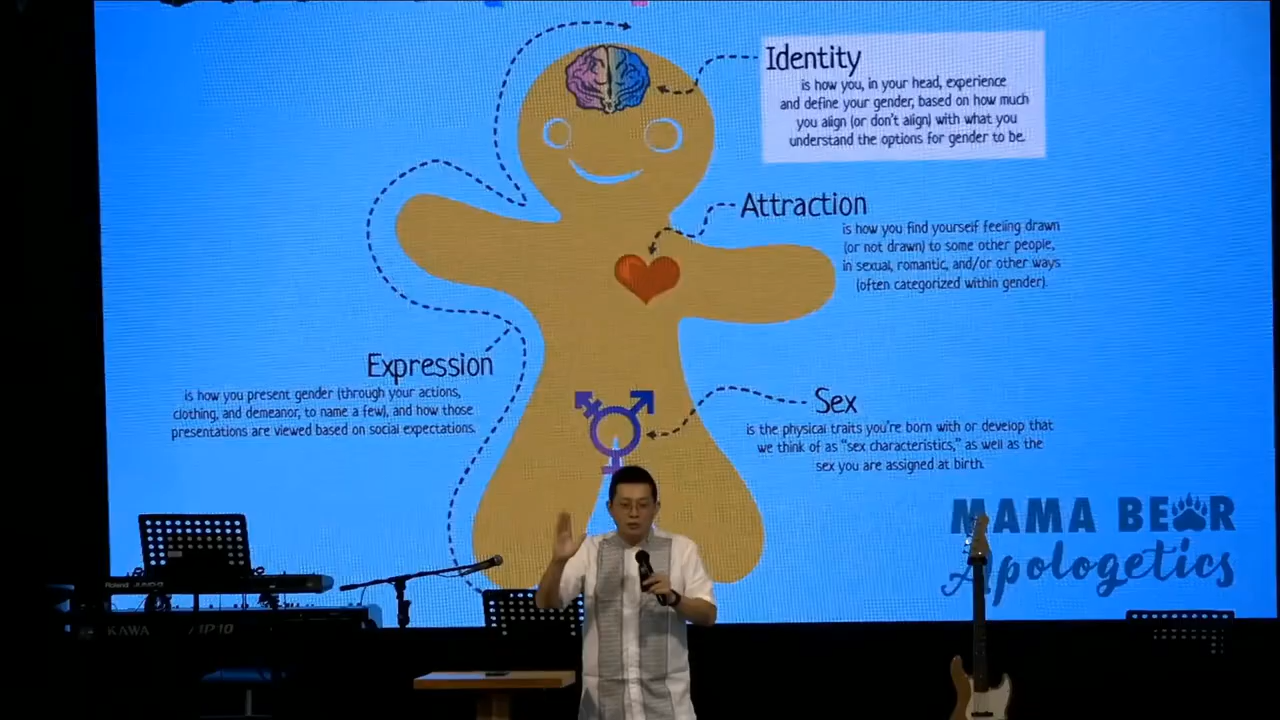 Identity
is how you, in your head, experience
and define your gender, based on how much
you align (or don't align) with what you
understand the options for gender to be.
Attraction
is how you find yourself feeling drawn
(or not drawn) to some other people,
in sexual, romantic, and/or other ways
(often categorized within gender).
Expression
is how you present gender (through your actions,
clothing, and demeanor, to name a few), and how those
presentations are viewed based on social expectations.
Sex
is the physical traits you're born with or develop that
we think of as “sex characteristics,” as well as the
sex you are assigned at birth.
MAMA BEAR
Apologetics
Roland JUNO-D
KAWAI